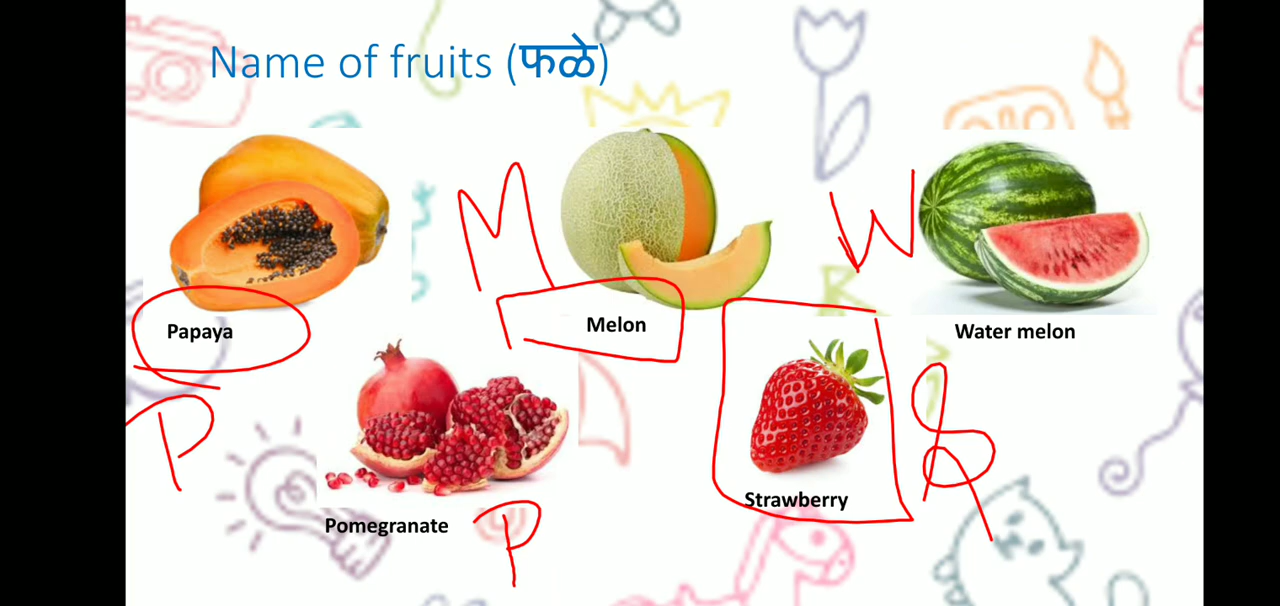 Name of fruits (फळे)
M
W
Papaya
Melon
Water melon
P
Strawberry
Pomegranate
P